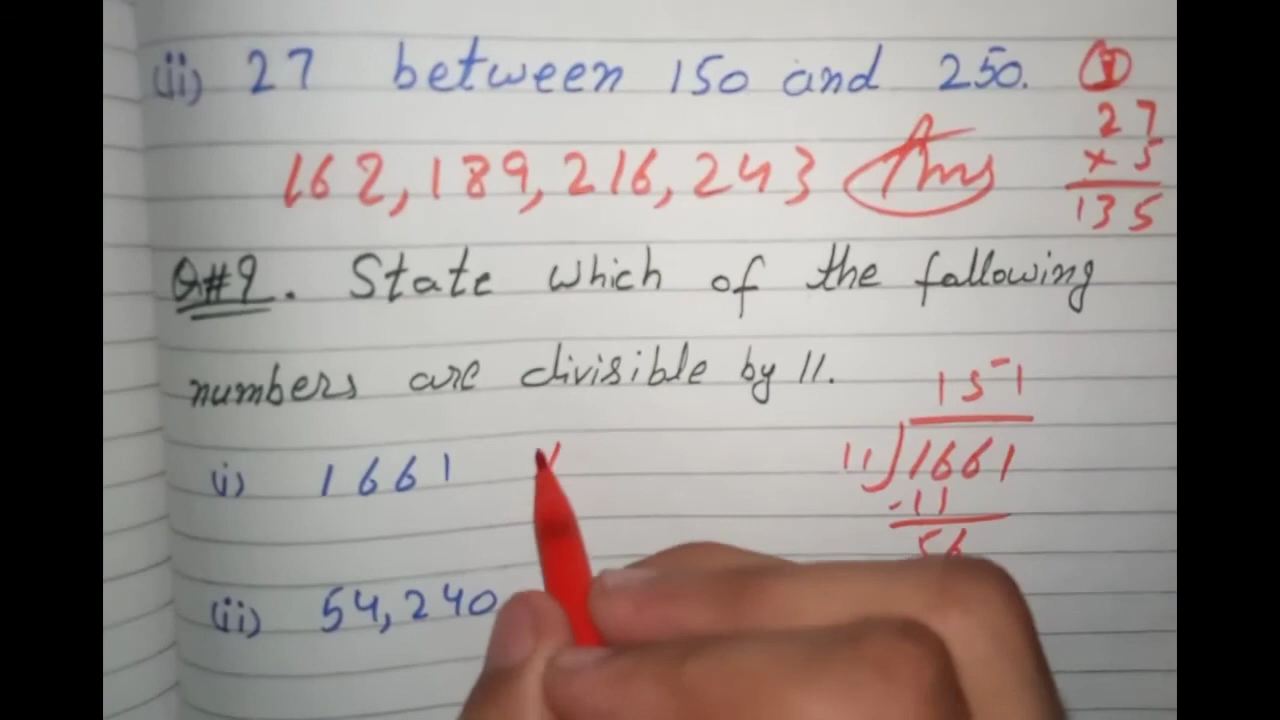 (ii) 27 between 150 and 250.
27
162, 189, 216, 243 Ans
× 5
135
Q#9. State which of the following
numbers are divisible by 11.
151
(i) 1661
11)1661
-11
56
(ii) 54,240